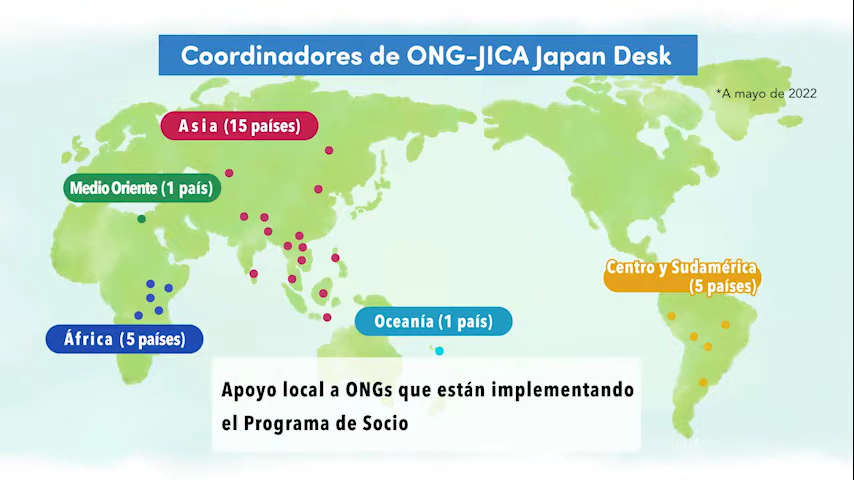 Coordinadores de ONG-JICA Japan Desk
*A mayo de 2022
Asia (15 países)
Medio Oriente (1 país)
Centro y Sudamérica
(5 países)
Oceanía (1 país)
África (5 países)
Apoyo local a ONGs que están implementando
el Programa de Socio